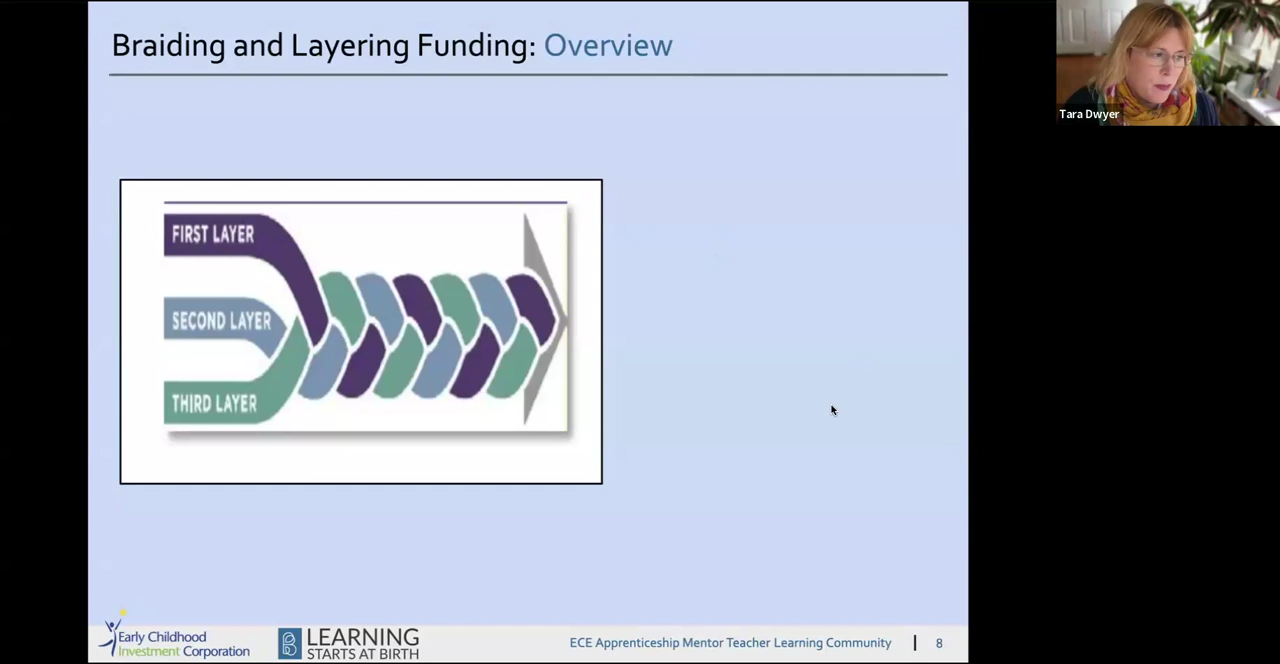 Braiding and Layering Funding: Overview
Tara Dwyer
FIRST LAYER
SECOND LAYER
THIRD LAYER
Early Childhood
Investment Corporation
LEARNING
STARTS AT BIRTH
ECE Apprenticeship Mentor Teacher Learning Community | 8